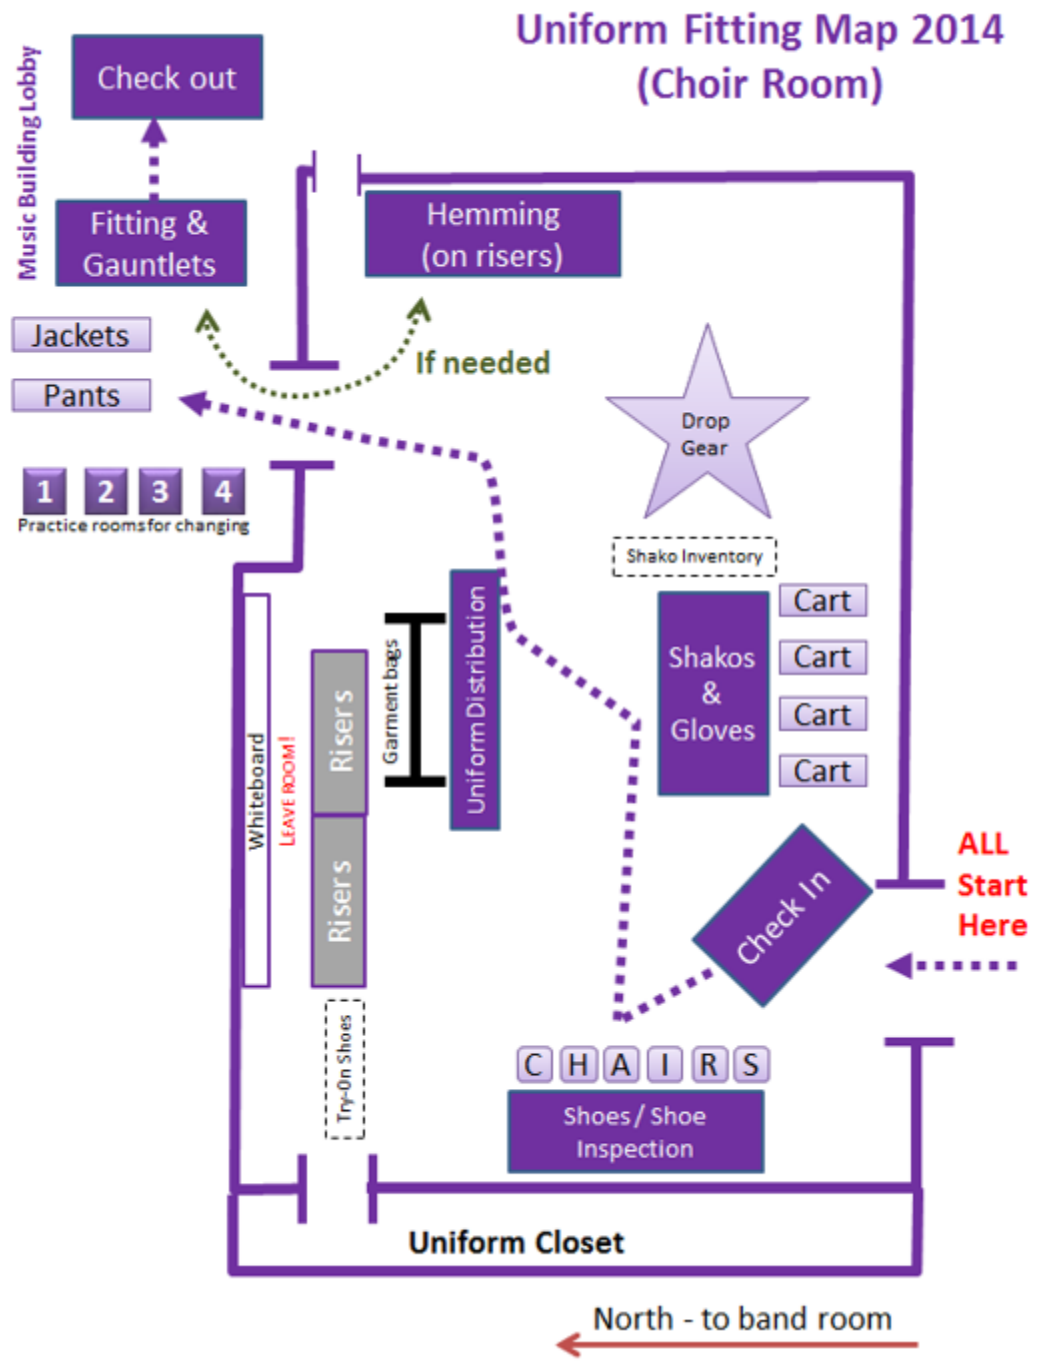 Uniform Fitting Map 2014
(Choir Room)
Music Building Lobby
Check out
Fitting &
Gauntlets
Hemming
(on risers)
Jackets
Pants
If needed
Drop
Gear
1 2 3 4
Practice rooms for changing
Shako Inventory
Shakos
&
Gloves
Cart
Cart
Cart
Cart
Uniform Distribution
Garment bags
Risers
Risers
Whiteboard
LEAVE ROOM!
Check In
ALL
Start
Here
Try-On Shoes
C H A I R S
Shoes / Shoe
Inspection
Uniform Closet
North - to band room